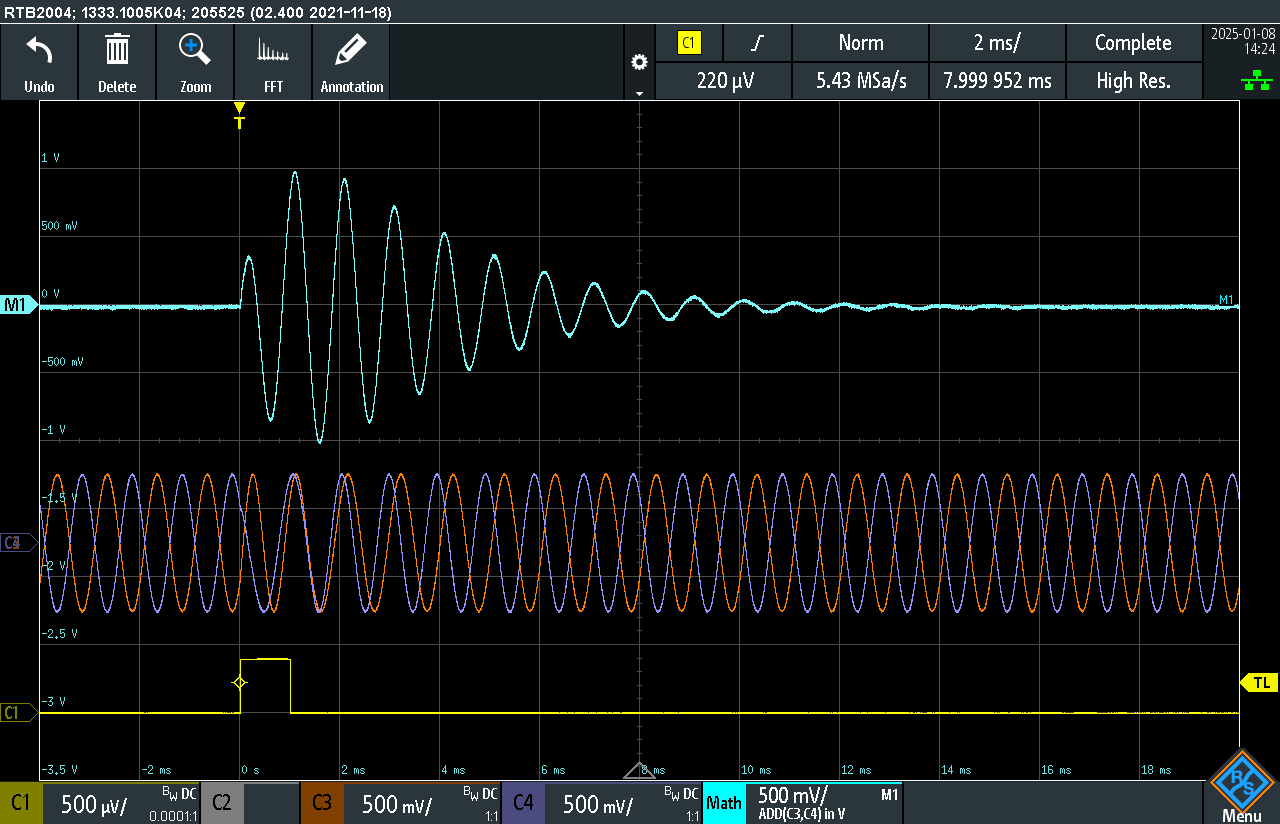 RTB2004; 1333.1005K04; 205525 (02.400 2021-11-18)
Undo Delete Zoom FFT Annotation
C1 Norm 2 ms/ Complete
220 µV 5.43 MSa/s 7.999 952 ms High Res.
2025-01-08
14:24
T
1 V
500 mV
M1 0 V M1
-500 mV
-1 V
-1.5 V
-2 V
-2.5 V
TL
C1 -3 V
-3.5 V -2 ms 0 s 2 ms 4 ms 6 ms 8 ms 10 ms 12 ms 14 ms 16 ms 18 ms
C1 500 µV/ BW DC 0.0001:1
C2
C3 500 mV/ BW DC 1:1
C4 500 mV/ BW DC 1:1
Math 500 mV/ M1
ADD(C3,C4) in V
R S
Menu